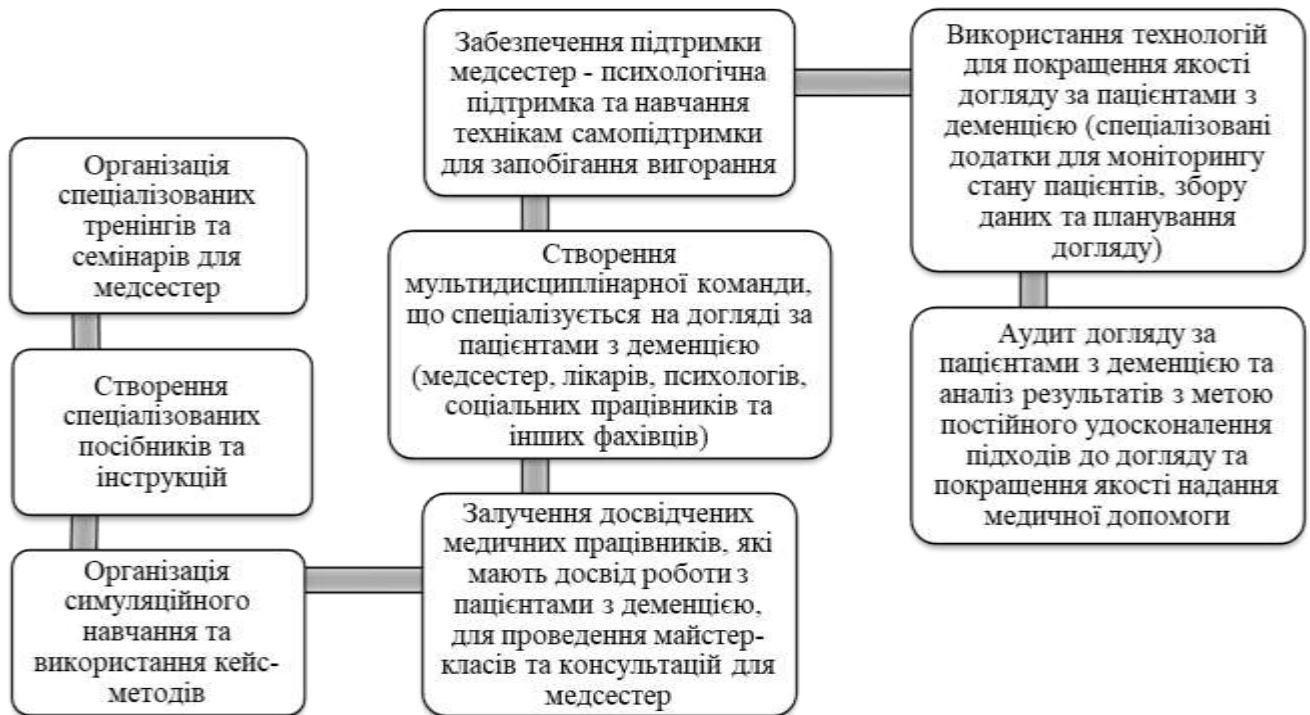 Організація
спеціалізованих
тренінгів та
семінарів для
медсестер
Створення
спеціалізованих
посібників та
інструкцій
Організація
симуляційного
навчання та
використання кейс-
методів
Залучення досвідчених
медичних працівників, які
мають досвід роботи з
пацієнтами з деменцією,
для проведення майстер-
класів та консультацій для
медсестер
Створення
мультидисциплінарної команди,
що спеціалізується на догляді за
пацієнтами з деменцією
(медсестер, лікарів, психологів,
соціальних працівників та
інших фахівців)
Забезпечення підтримки
медсестер - психологічна
підтримка та навчання
технікам самопідтримки
для запобігання вигорання
Використання технологій
для покращення якості
догляду за пацієнтами з
деменцією (спеціалізовані
додатки для моніторингу
стану пацієнтів, збору
даних та планування
догляду)
Аудит догляду за
пацієнтами з деменцією та
аналіз результатів з метою
постійного удосконалення
підходів до догляду та
покращення якості надання
медичної допомоги